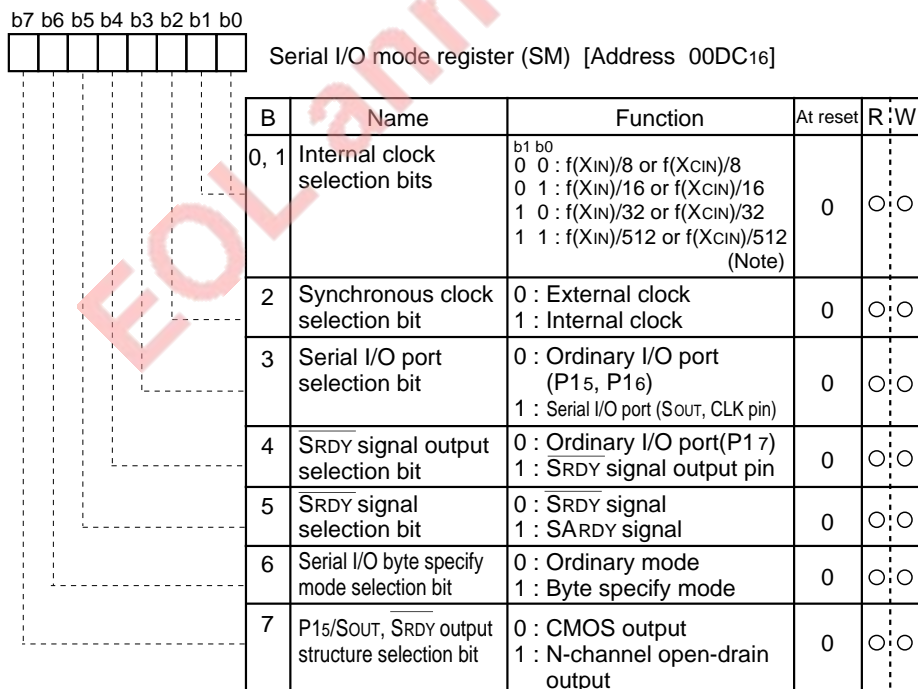 b7 b6 b5 b4 b3 b2 b1 b0
Serial I/O mode register (SM) [Address 00DC16]
B Name Function At reset R W
0, 1 Internal clock selection bits
b1 b0
0 0 : f(XIN)/8 or f(XCIN)/8
0 1 : f(XIN)/16 or f(XCIN)/16
1 0 : f(XIN)/32 or f(XCIN)/32
1 1 : f(XIN)/512 or f(XCIN)/512
(Note)
0
2 Synchronous clock selection bit
0 : External clock
1 : Internal clock
0
3 Serial I/O port selection bit
0 : Ordinary I/O port
(P15, P16)
1 : Serial I/O port (SOUT, CLK pin)
0
4 SRDY signal output selection bit
0 : Ordinary I/O port(P17)
1 : SRDY signal output pin
0
5 SRDY signal selection bit
0 : SRDY signal
1 : SARDY signal
0
6 Serial I/O byte specify mode selection bit
0 : Ordinary mode
1 : Byte specify mode
0
7 P15/SOUT, SRDY output structure selection bit
0 : CMOS output
1 : N-channel open-drain
output
0
EOL